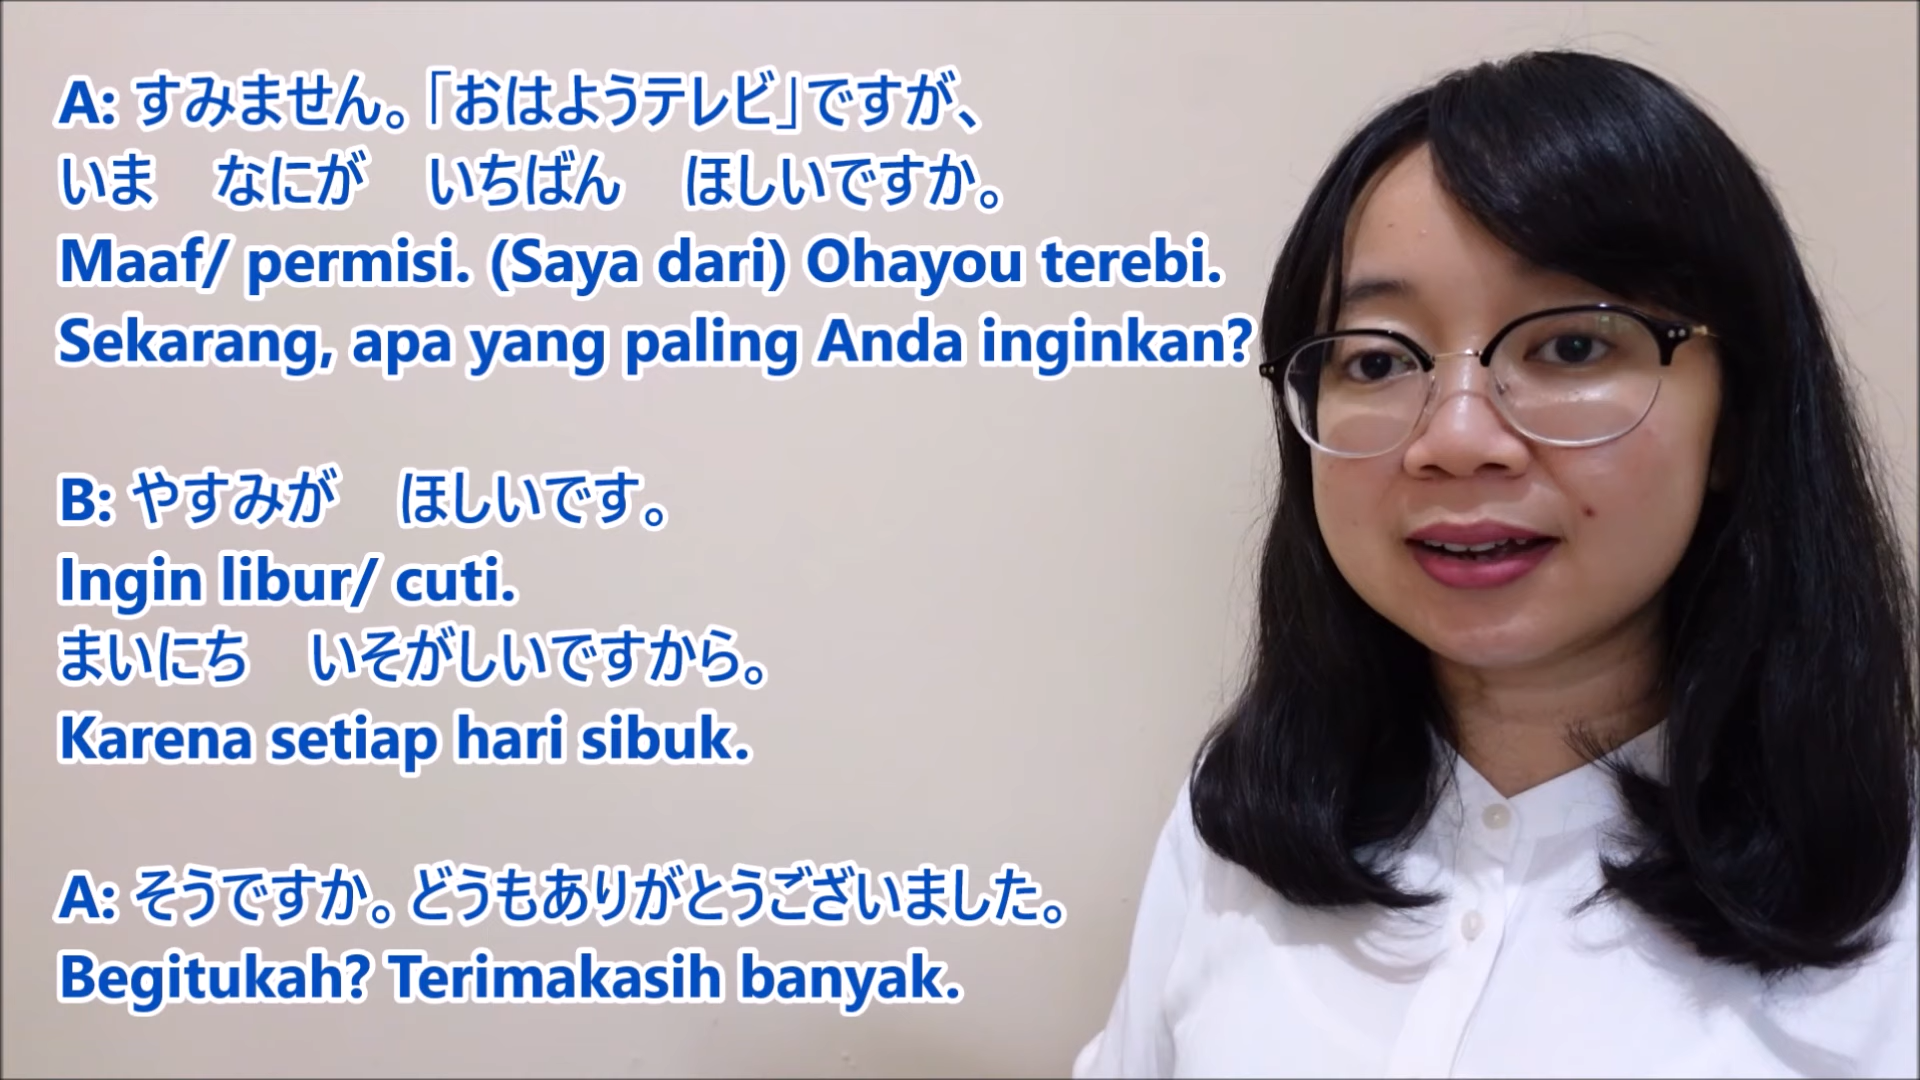 A: すみません。「おはようテレビ」ですが、
いま　なにが　いちばん　ほしいですか。
Maaf/ permisi. (Saya dari) Ohayou terebi.
Sekarang, apa yang paling Anda inginkan?
B: やすみが　ほしいです。
Ingin libur/ cuti.
まいにち　いそがしいですから。
Karena setiap hari sibuk.
A: そうですか。どうもありがとうございました。
Begitukah? Terimakasih banyak.